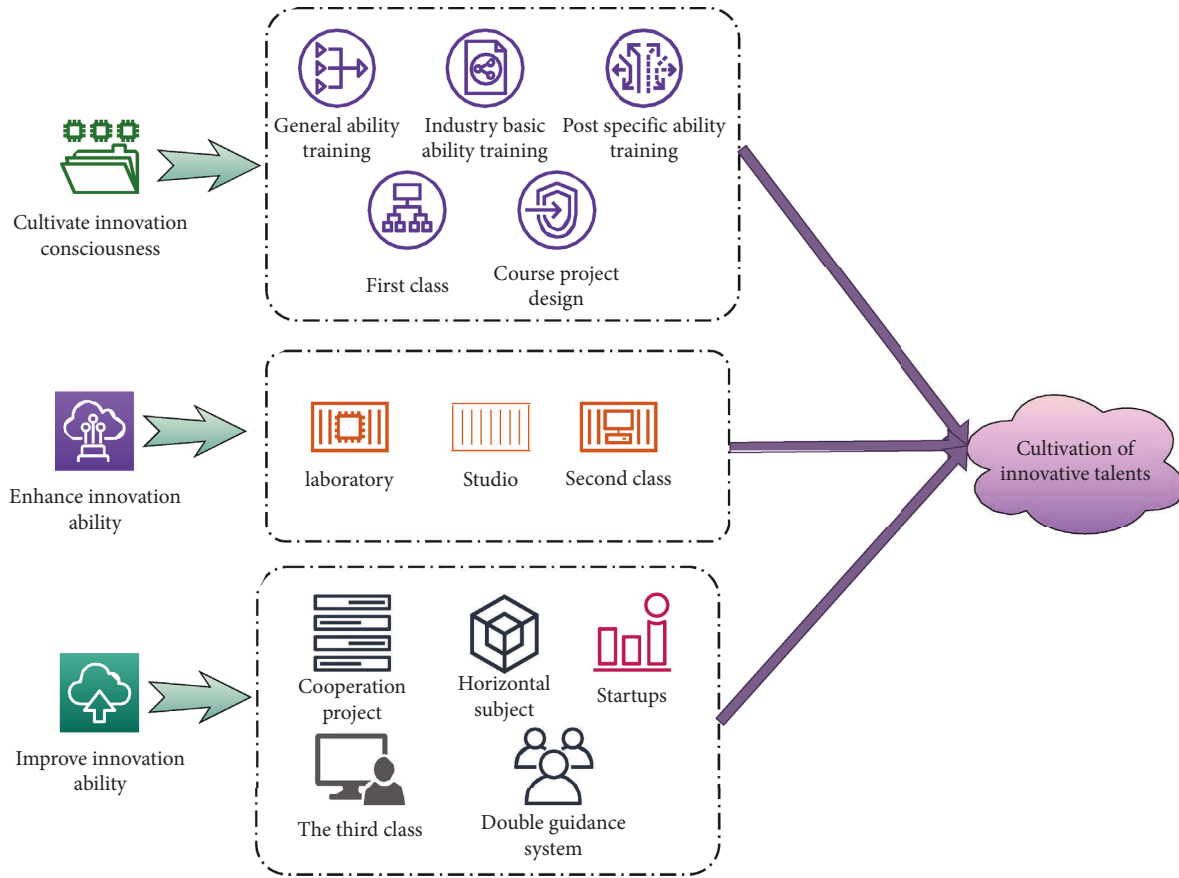 General ability
training
Industry basic
ability training
Post specific ability
training
Cultivate innovation
consciousness
First class
Course project
design
Enhance innovation
ability
laboratory
Studio
Second class
Cultivation of
innovative talents
Improve innovation
ability
Cooperation
project
Horizontal
subject
Startups
The third class
Double guidance
system